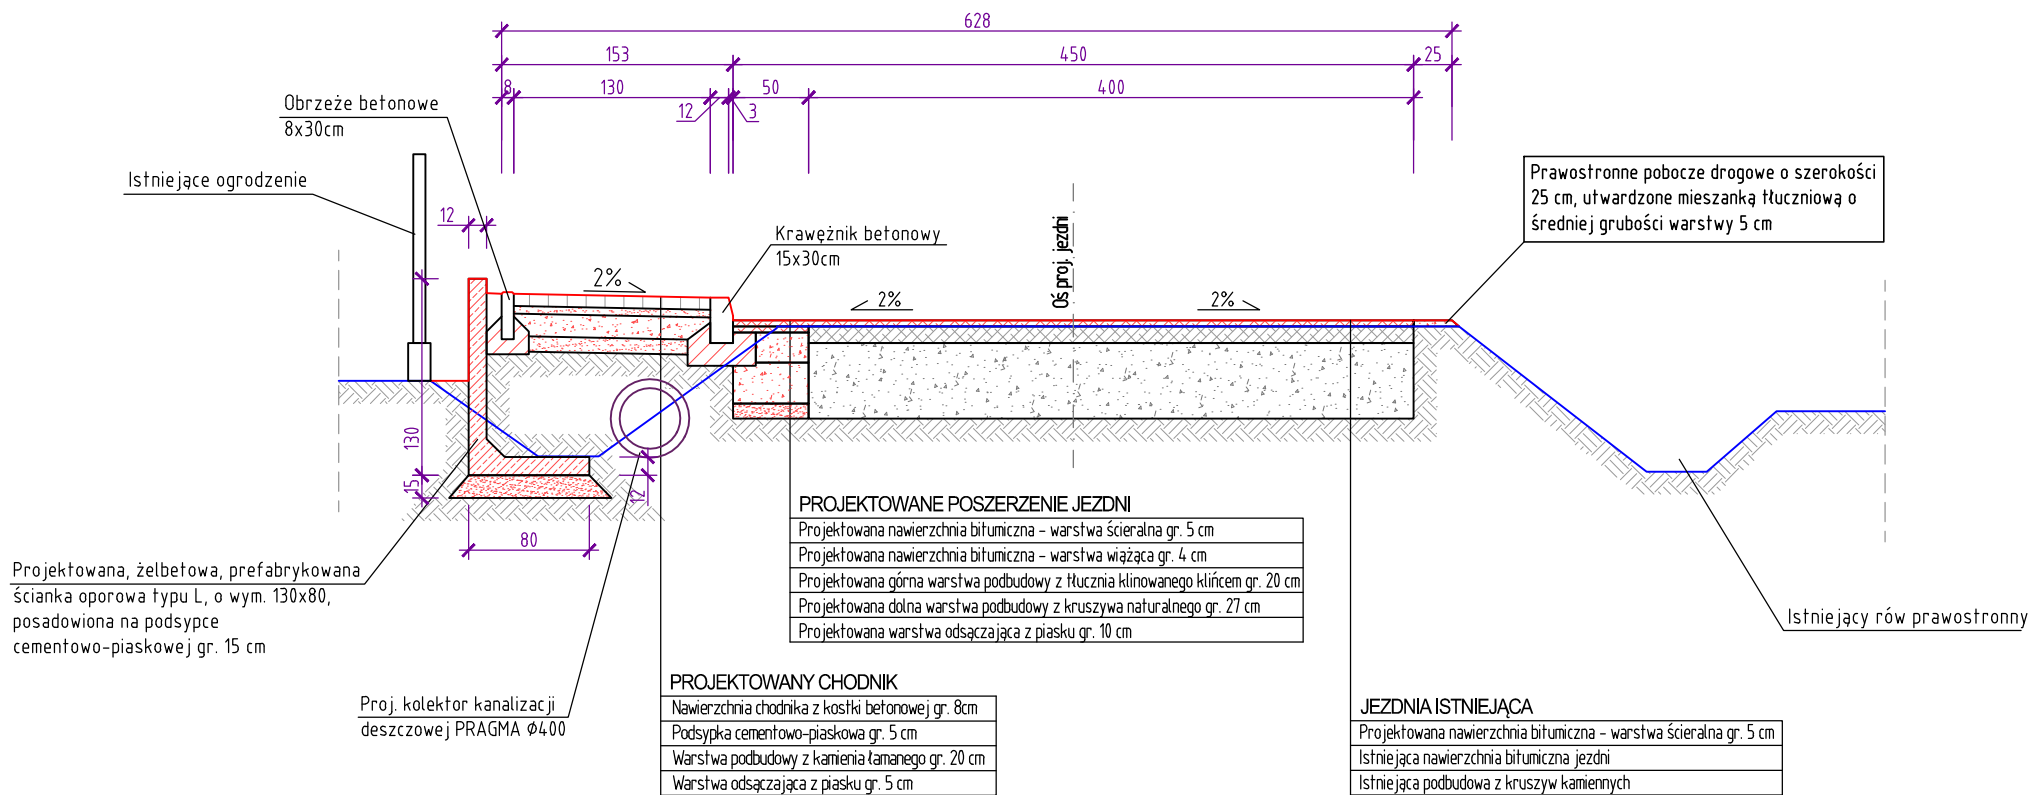 628
153
450
25
8
130
12
3
50
400
Obrzeże betonowe
8x30cm
Istniejące ogrodzenie
12
Krawężnik betonowy
15x30cm
Oś proj. jezdni
Prawostronne pobocze drogowe o szerokości
25 cm, utwardzone mieszanką tłuczniową o
średniej grubości warstwy 5 cm
2%
2%
2%
130
15
12
80
Projektowana, żelbetowa, prefabrykowana
ścianka oporowa typu L, o wym. 130x80,
posadowiona na podsypce
cementowo-piaskowej gr. 15 cm
Proj. kolektor kanalizacji
deszczowej PRAGMA Φ400
PROJEKTOWANE POSZERZENIE JEZDNI
Projektowana nawierzchnia bitumiczna - warstwa ścieralna gr. 5 cm
Projektowana nawierzchnia bitumiczna - warstwa wiążąca gr. 4 cm
Projektowana górna warstwa podbudowy z tłucznia klinowanego klińcem gr. 20 cm
Projektowana dolna warstwa podbudowy z kruszywa naturalnego gr. 27 cm
Projektowana warstwa odsączająca z piasku gr. 10 cm
PROJEKTOWANY CHODNIK
Nawierzchnia chodnika z kostki betonowej gr. 8cm
Podsypka cementowo-piaskowa gr. 5 cm
Warstwa podbudowy z kamienia łamanego gr. 20 cm
Warstwa odsączająca z piasku gr. 5 cm
JEZDNIA ISTNIEJĄCA
Projektowana nawierzchnia bitumiczna - warstwa ścieralna gr. 5 cm
Istniejąca nawierzchnia bitumiczna jezdni
Istniejąca podbudowa z kruszyw kamiennych
Istniejący rów prawostronny